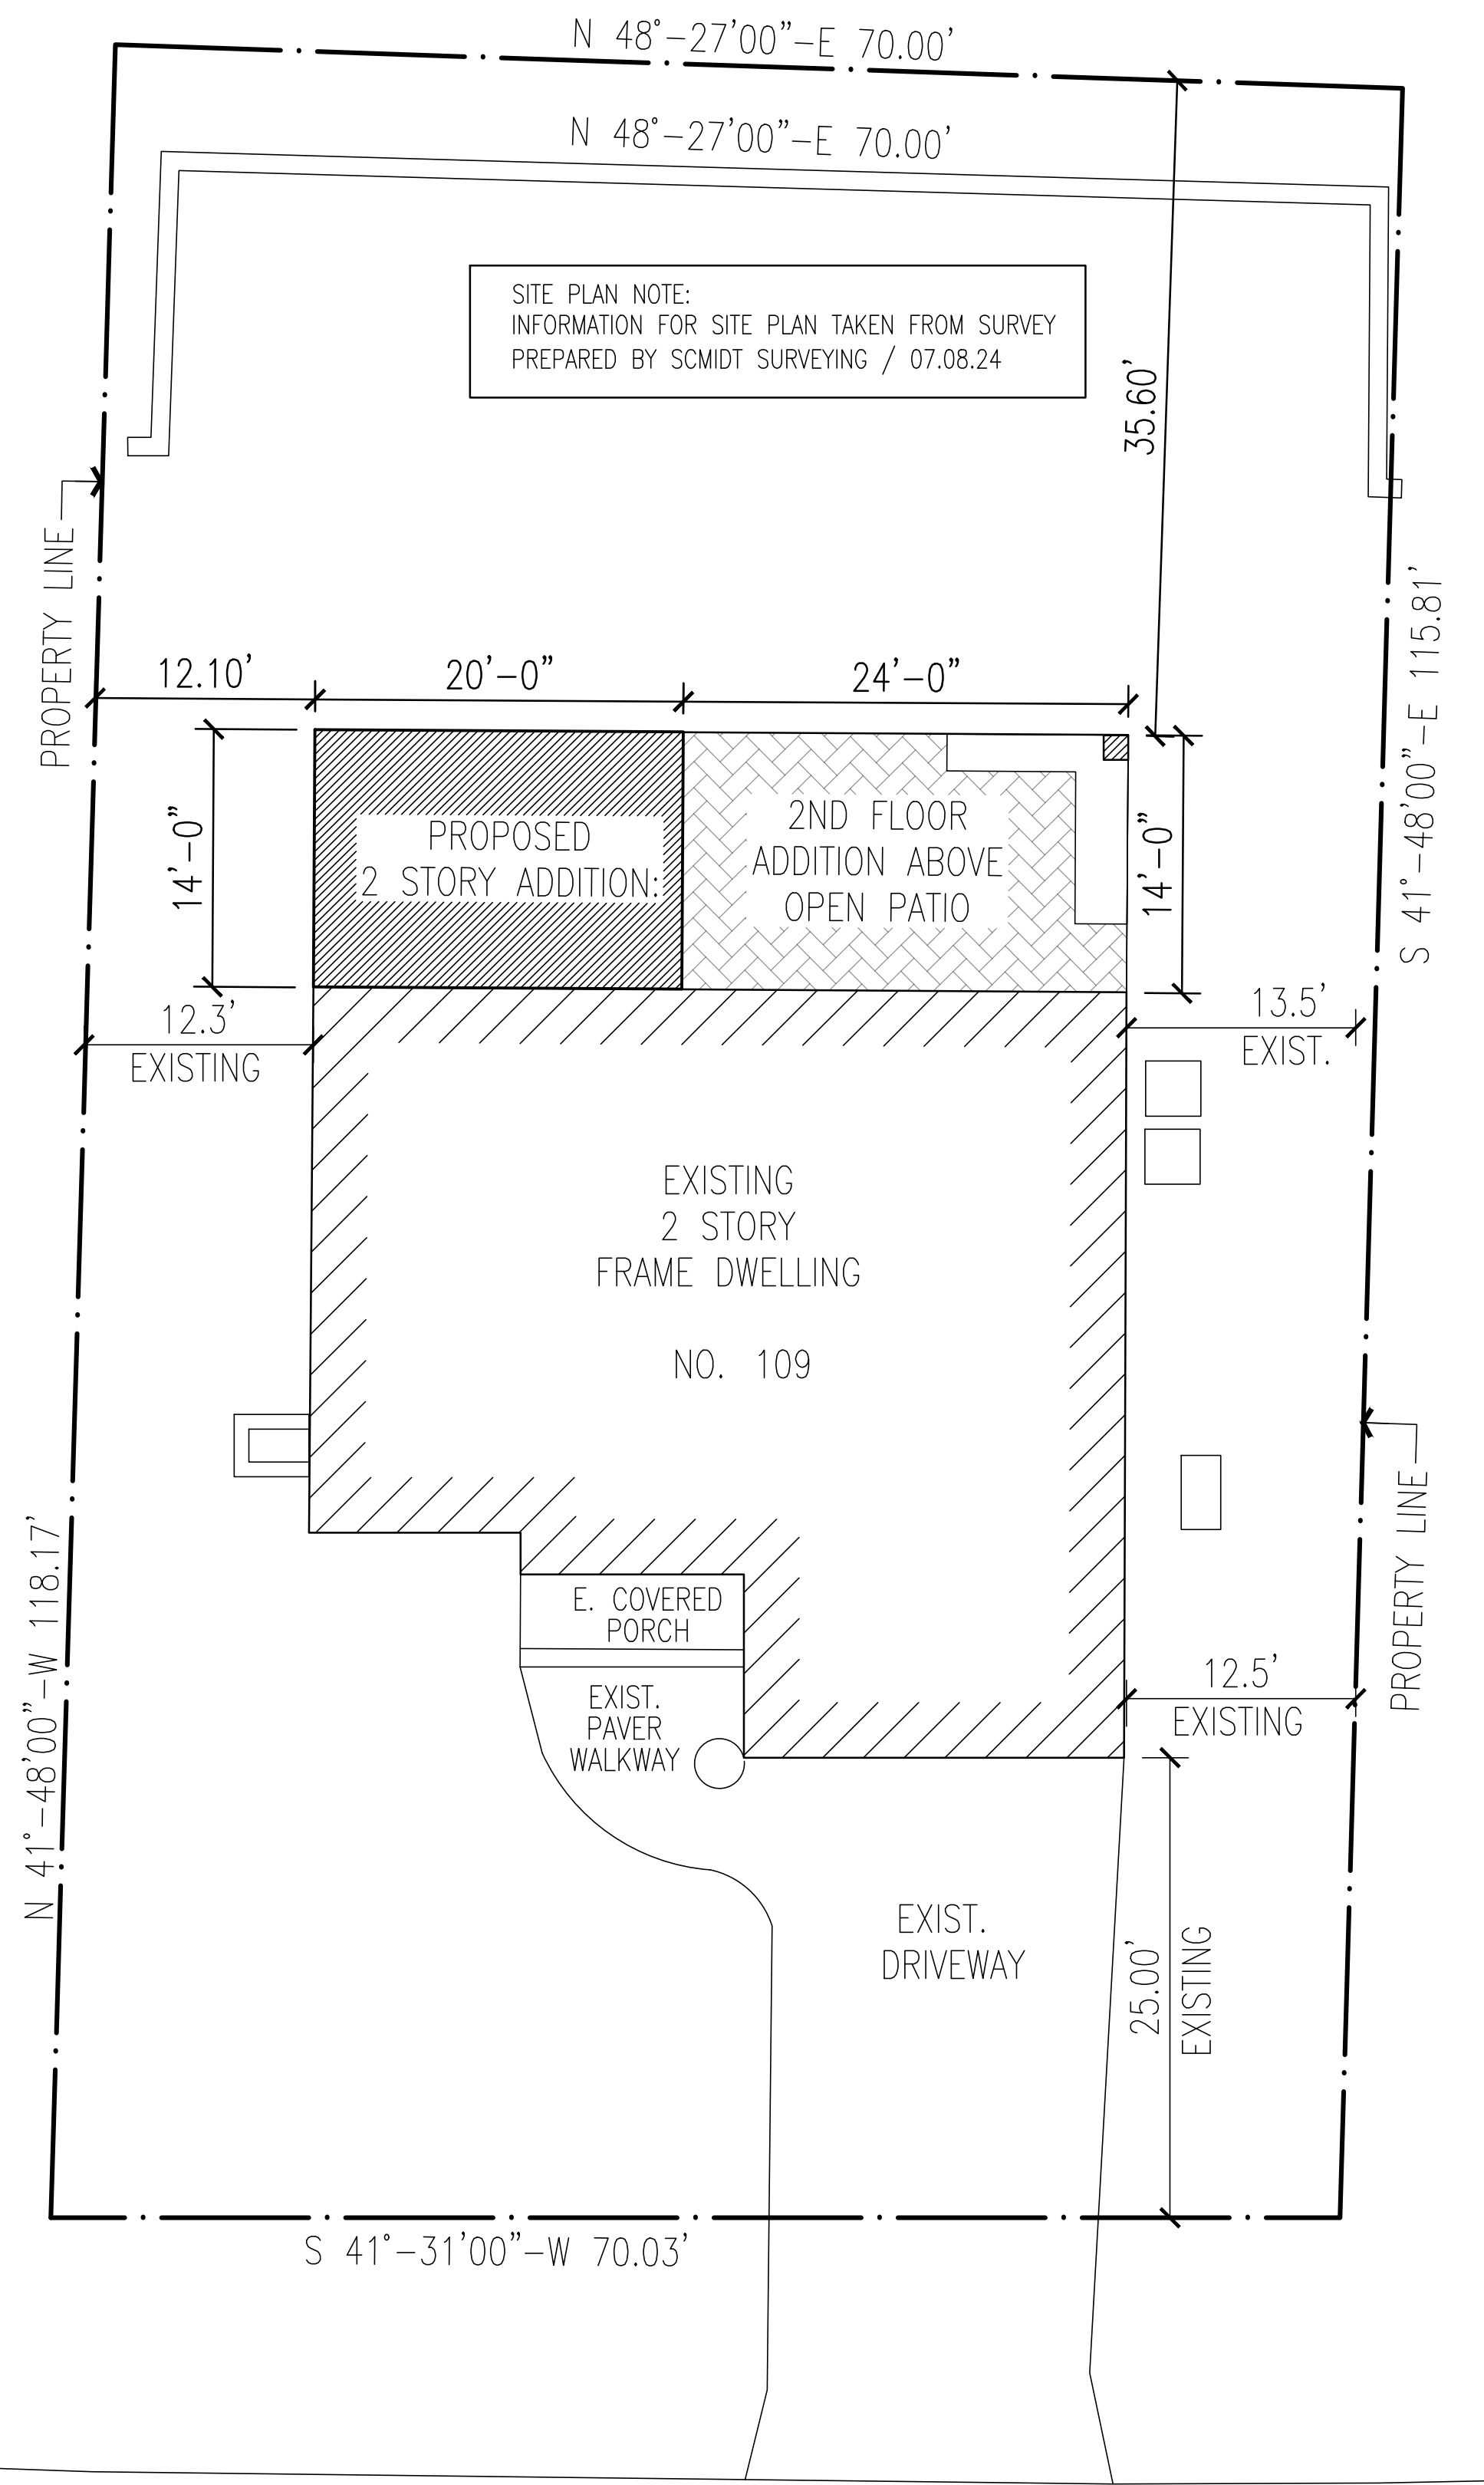 N 48°-27'00"-E 70.00'
N 48°-27'00"-E 70.00'
SITE PLAN NOTE:
INFORMATION FOR SITE PLAN TAKEN FROM SURVEY
PREPARED BY SCMIDT SURVEYING / 07.08.24
35.60'
PROPERTY LINE
S 41°-48'00"-E 115.81'
12.10'
20'-0"
24'-0"
14'-0"
PROPOSED
2 STORY ADDITION:
2ND FLOOR
ADDITION ABOVE
OPEN PATIO
14'-0"
12.3'
EXISTING
13.5'
EXIST.
EXISTING
2 STORY
FRAME DWELLING
NO. 109
PROPERTY LINE
N 41°-48'00"-W 118.17'
E. COVERED
PORCH
EXIST.
PAVER
WALKWAY
12.5'
EXISTING
EXIST.
DRIVEWAY
25.00'
EXISTING
S 41°-31'00"-W 70.03'